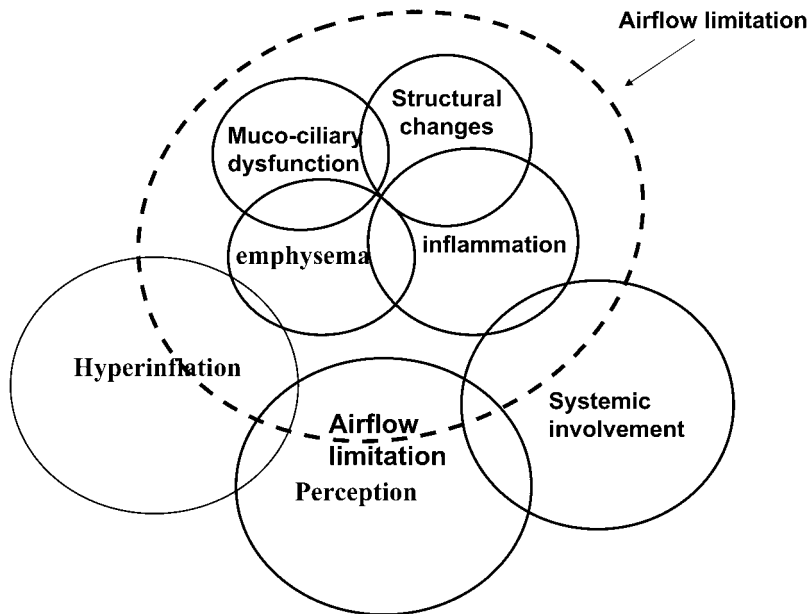 Airflow limitation
Structural
changes
Muco-ciliary
dysfunction
emphysema
inflammation
Hyperinflation
Airflow
limitation
Perception
Systemic
involvement